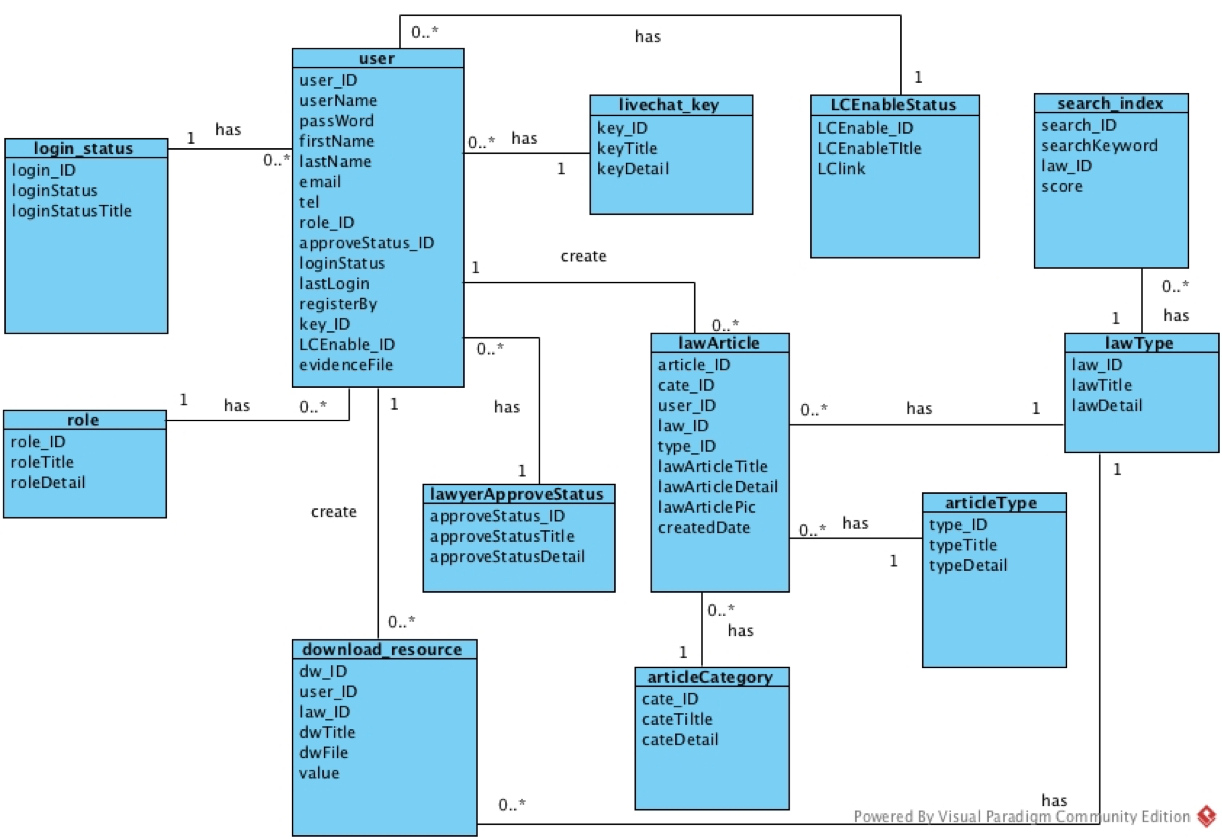 0..*
has
1
user
user_ID
userName
passWord
firstName
lastName
email
tel
role_ID
approveStatus_ID
loginStatus
lastLogin
registerBy
key_ID
LCEnable_ID
evidenceFile
livechat_key
key_ID
keyTitle
keyDetail
LCEnableStatus
LCEnable_ID
LCEnableTItle
LClink
search_index
search_ID
searchKeyword
law_ID
score
login_status
login_ID
loginStatus
loginStatusTitle
1
has
0..*
0..*
has
1
1
create
0..*
0..*
has
1
0..*
has
1
lawArticle
article_ID
cate_ID
user_ID
law_ID
type_ID
lawArticleTitle
lawArticleDetail
lawArticlePic
createdDate
lawType
law_ID
lawTitle
lawDetail
role
role_ID
roleTitle
roleDetail
1
has
0..*
1
create
0..*
0..*
has
1
1
lawyerApproveStatus
approveStatus_ID
approveStatusTitle
approveStatusDetail
articleType
type_ID
typeTitle
typeDetail
0..*
has
1
0..*
has
1
download_resource
dw_ID
user_ID
law_ID
dwTitle
dwFile
value
articleCategory
cate_ID
cateTiltle
cateDetail
0..*
has
Powered By Visual Paradigm Community Edition